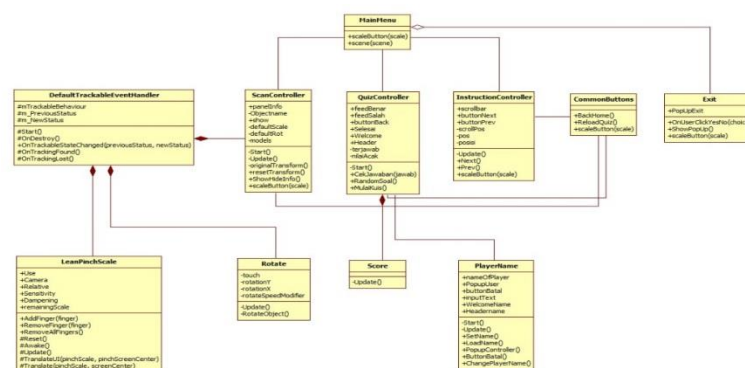 MainMenu
+scaleButton(scale)
+scene(scene)
DefaultTrackableEventHandler
#mTrackableBehaviour
#m_PreviousStatus
#m_NewStatus
#Start()
#OnDestroy()
+OnTrackableStateChanged(previousStatus, newStatus)
#OnTrackingFound()
#OnTrackingLost()
ScanController
+panelInfo
-Objectname
+show
-defaultScale
-defaultRot
-models
-Start()
-Update()
-originalTransform()
+resetTransform()
+ShowHideInfo()
+scaleButton(scale)
QuizController
+feedBenar
+feedSalah
+buttonBack
+Selesai
+Welcome
+Header
-terjawab
-nilaiAcak
-Start()
+CekJawaban(jawab)
+RandomSoal()
+MulaiKuis()
InstructionController
+scrollbar
+buttonNext
+buttonPrev
-scrollPos
-pos
-posisi
-Update()
+Next()
+Prev()
+scaleButton(scale)
CommonButtons
+BackHome()
+ReloadQuiz()
+scaleButton(scale)
Exit
+PopUpExit
+OnUserClickYesNo(choice)
+ShowPopUp()
+scaleButton(scale)
LeanPinchScale
+Use
+Camera
+Relative
+Sensitivity
+Dampening
+remainingScale
+AddFinger(finger)
+RemoveFinger(finger)
+RemoveAllFingers()
#Reset()
#Awake()
#Update()
#TranslateUI(pinchScale, pinchScreenCenter)
#Translate(pinchScale, screenCenter)
Rotate
-touch
-rotationY
-rotationX
-rotateSpeedModifier
-Update()
-RotateObject()
Score
-Update()
PlayerName
+nameOfPlayer
+PopupUser
+buttonBatal
+inputText
+WelcomeName
+Headername
-Start()
-Update()
+SetName()
+LoadName()
+PopupController()
+ButtonBatal()
+ChangePlayerName()